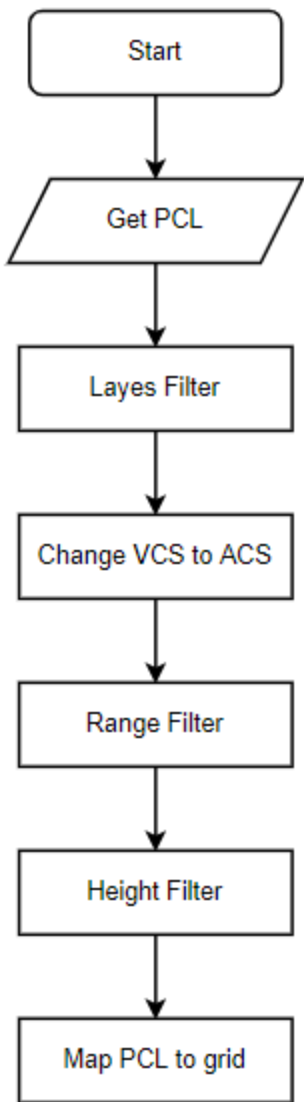 Start
Get PCL
Layes Filter
Change VCS to ACS
Range Filter
Height Filter
Map PCL to grid